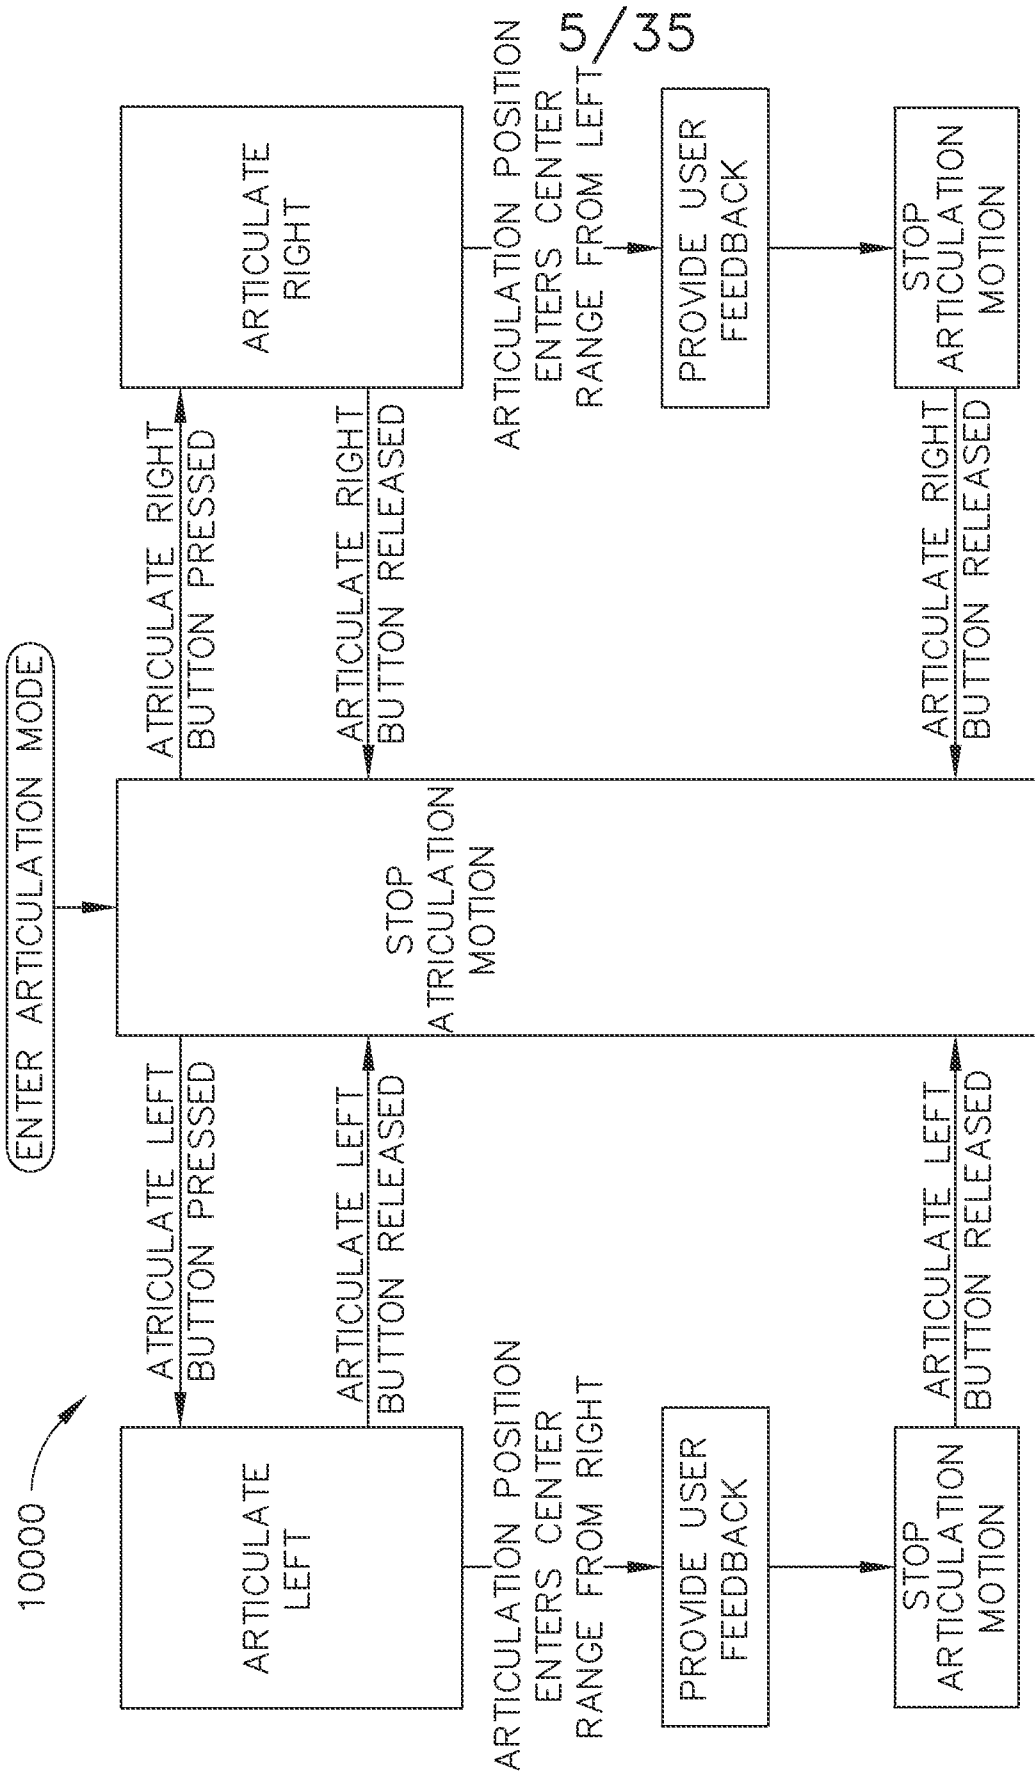 5/35
10000
ENTER ARTICULATION MODE
ATRICULATE LEFT
BUTTON PRESSED
ATRICULATE RIGHT
BUTTON PRESSED
ARTICULATE
LEFT
ARTICULATE LEFT
BUTTON RELEASED
STOP
ATRICULATION
MOTION
ARTICULATE RIGHT
BUTTON RELEASED
ARTICULATE
RIGHT
ARTICULATION POSITION
ENTERS CENTER
RANGE FROM RIGHT
ARTICULATION POSITION
ENTERS CENTER
RANGE FROM LEFT
PROVIDE USER
FEEDBACK
PROVIDE USER
FEEDBACK
STOP
ARTICULATION
MOTION
ARTICULATE LEFT
BUTTON RELEASED
ARTICULATE RIGHT
BUTTON RELEASED
STOP
ARTICULATION
MOTION